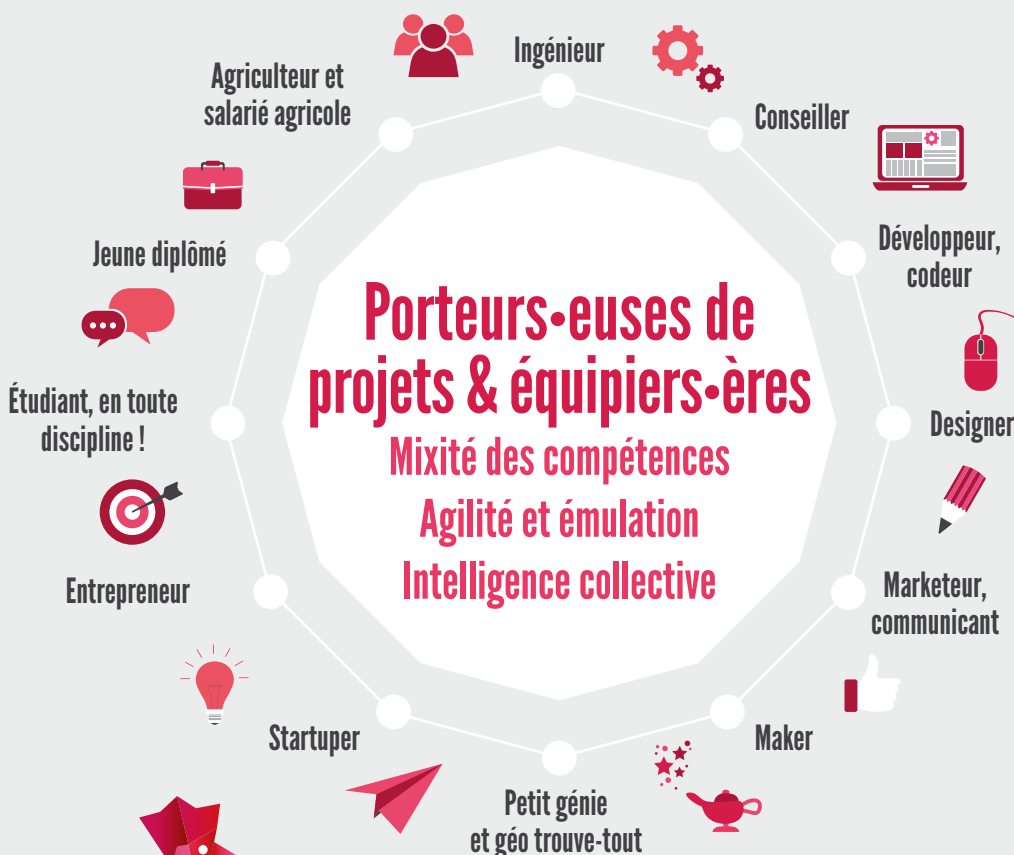 Ingénieur
Agriculteur et
salarié agricole
Conseiller
Jeune diplômé
Développeur,
codeur
Porteurs•euses de
projets & équipiers•ères
Mixité des compétences
Agilité et émulation
Intelligence collective
Étudiant, en toute
discipline !
Designer
Entrepreneur
Marketeur,
communicant
Startuper
Maker
Petit génie
et géo trouve-tout